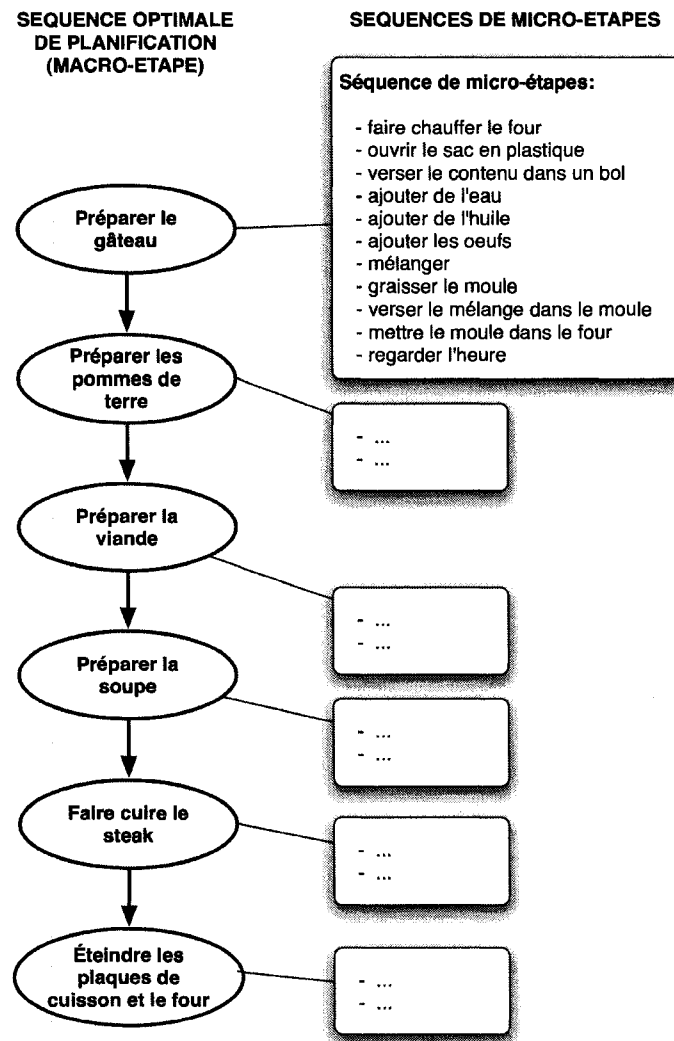 SEQUENCE OPTIMALE
DE PLANIFICATION
(MACRO-ETAPE)
SEQUENCES DE MICRO-ETAPES
Séquence de micro-étapes:
- faire chauffer le four
- ouvrir le sac en plastique
- verser le contenu dans un bol
- ajouter de l'eau
- ajouter de l'huile
- ajouter les oeufs
- mélanger
- graisser le moule
- verser le mélange dans le moule
- mettre le moule dans le four
- regarder l'heure
Préparer le
gâteau
Préparer les
pommes de
terre
- ...
- ...
Préparer la
viande
- ...
- ...
Préparer la
soupe
- ...
- ...
Faire cuire le
steak
- ...
- ...
Éteindre les
plaques de
cuisson et le four
- ...
- ...